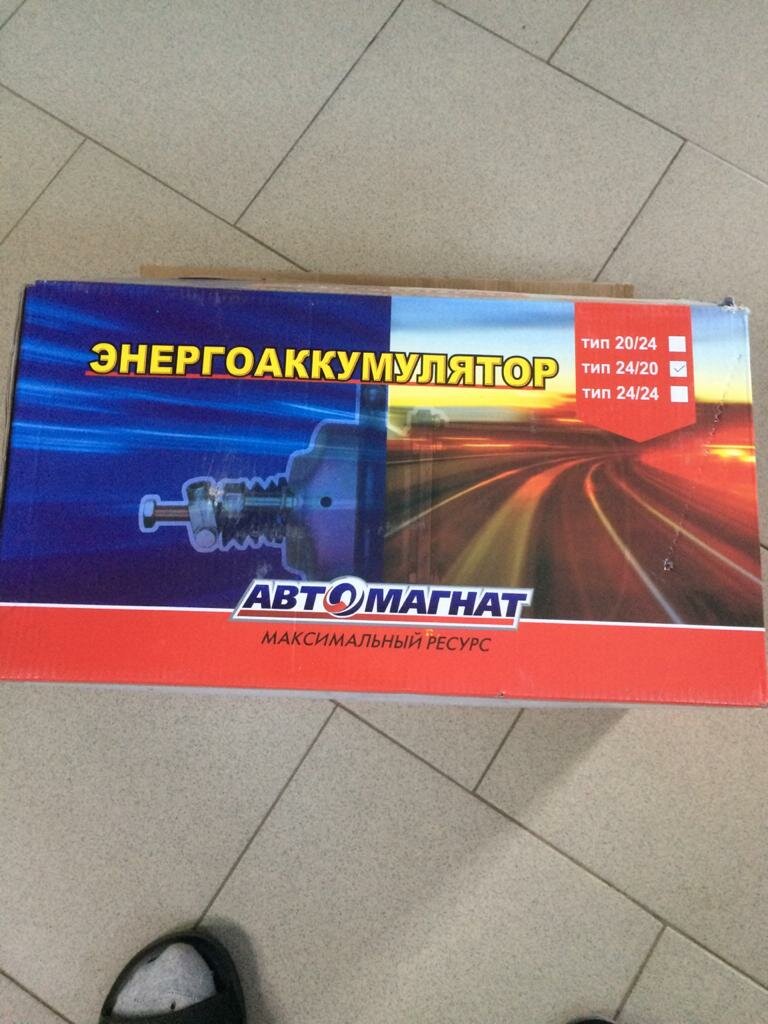 ЭНЕРГОАККУМУЛЯТОР
тип 20/24
тип 24/20
тип 24/24
АВТОМАГНАТ
МАКСИМАЛЬНЫЙ РЕСУРС